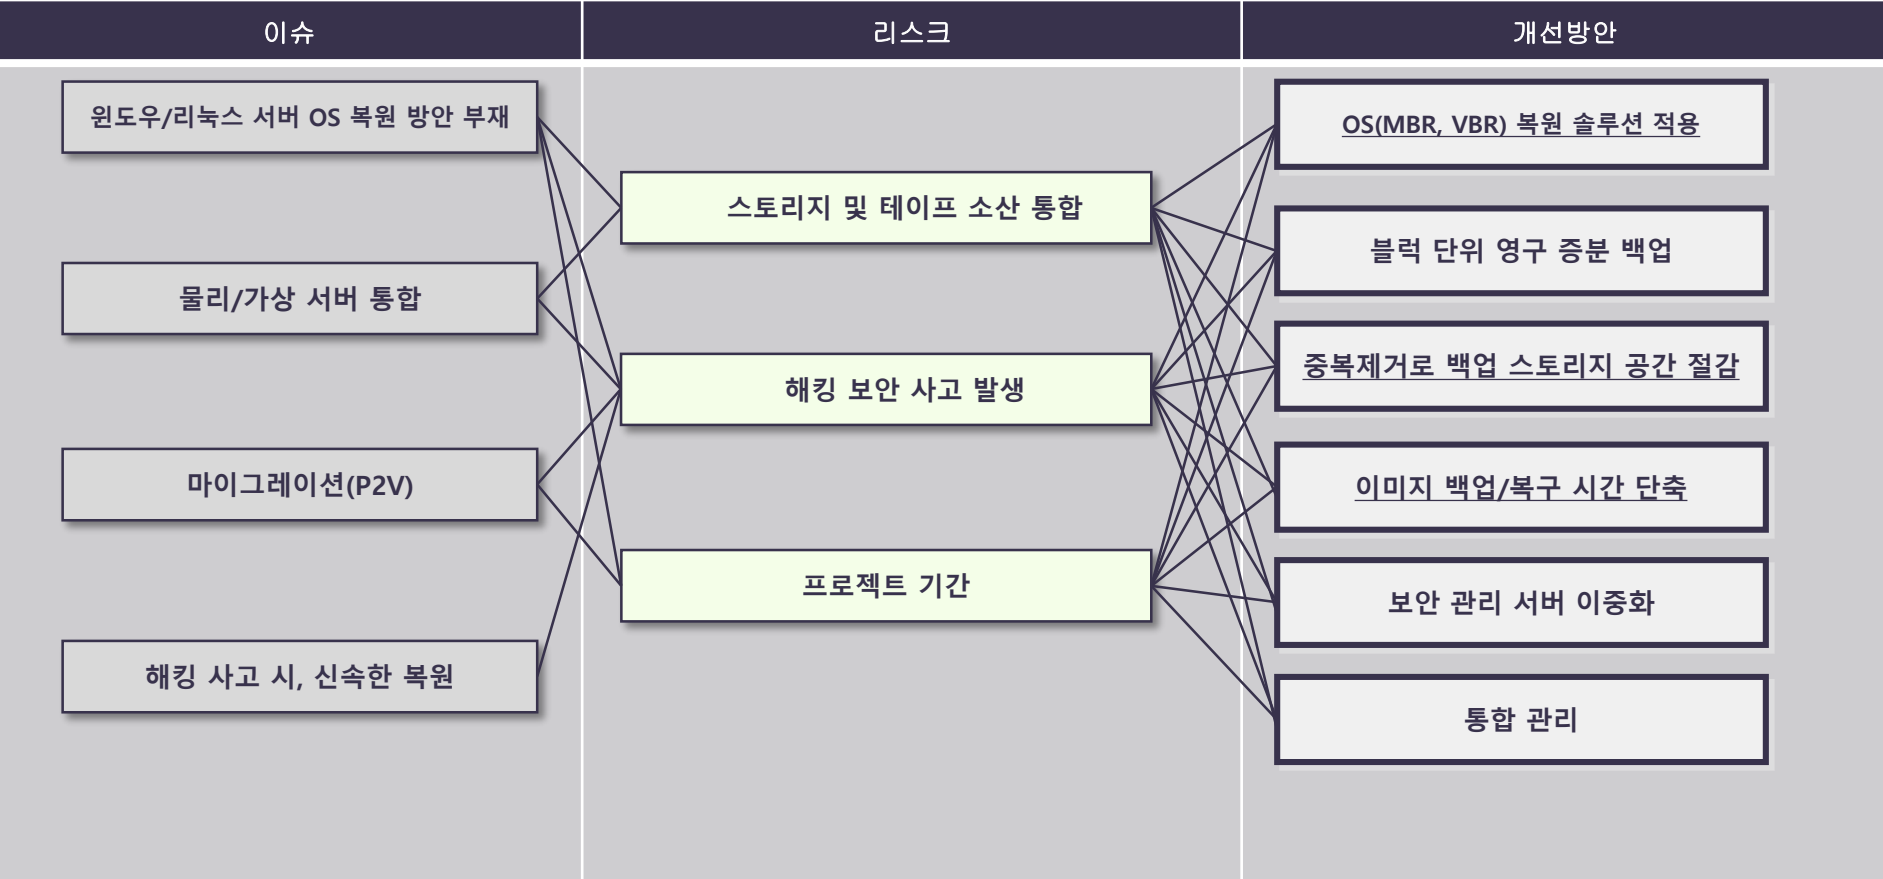 이슈
리스크
개선방안
윈도우/리눅스 서버 OS 복원 방안 부재
물리/가상 서버 통합
마이그레이션(P2V)
해킹 사고 시, 신속한 복원
스토리지 및 테이프 소산 통합
해킹 보안 사고 발생
프로젝트 기간
OS(MBR, VBR) 복원 솔루션 적용
블럭 단위 영구 증분 백업
중복제거로 백업 스토리지 공간 절감
이미지 백업/복구 시간 단축
보안 관리 서버 이중화
통합 관리